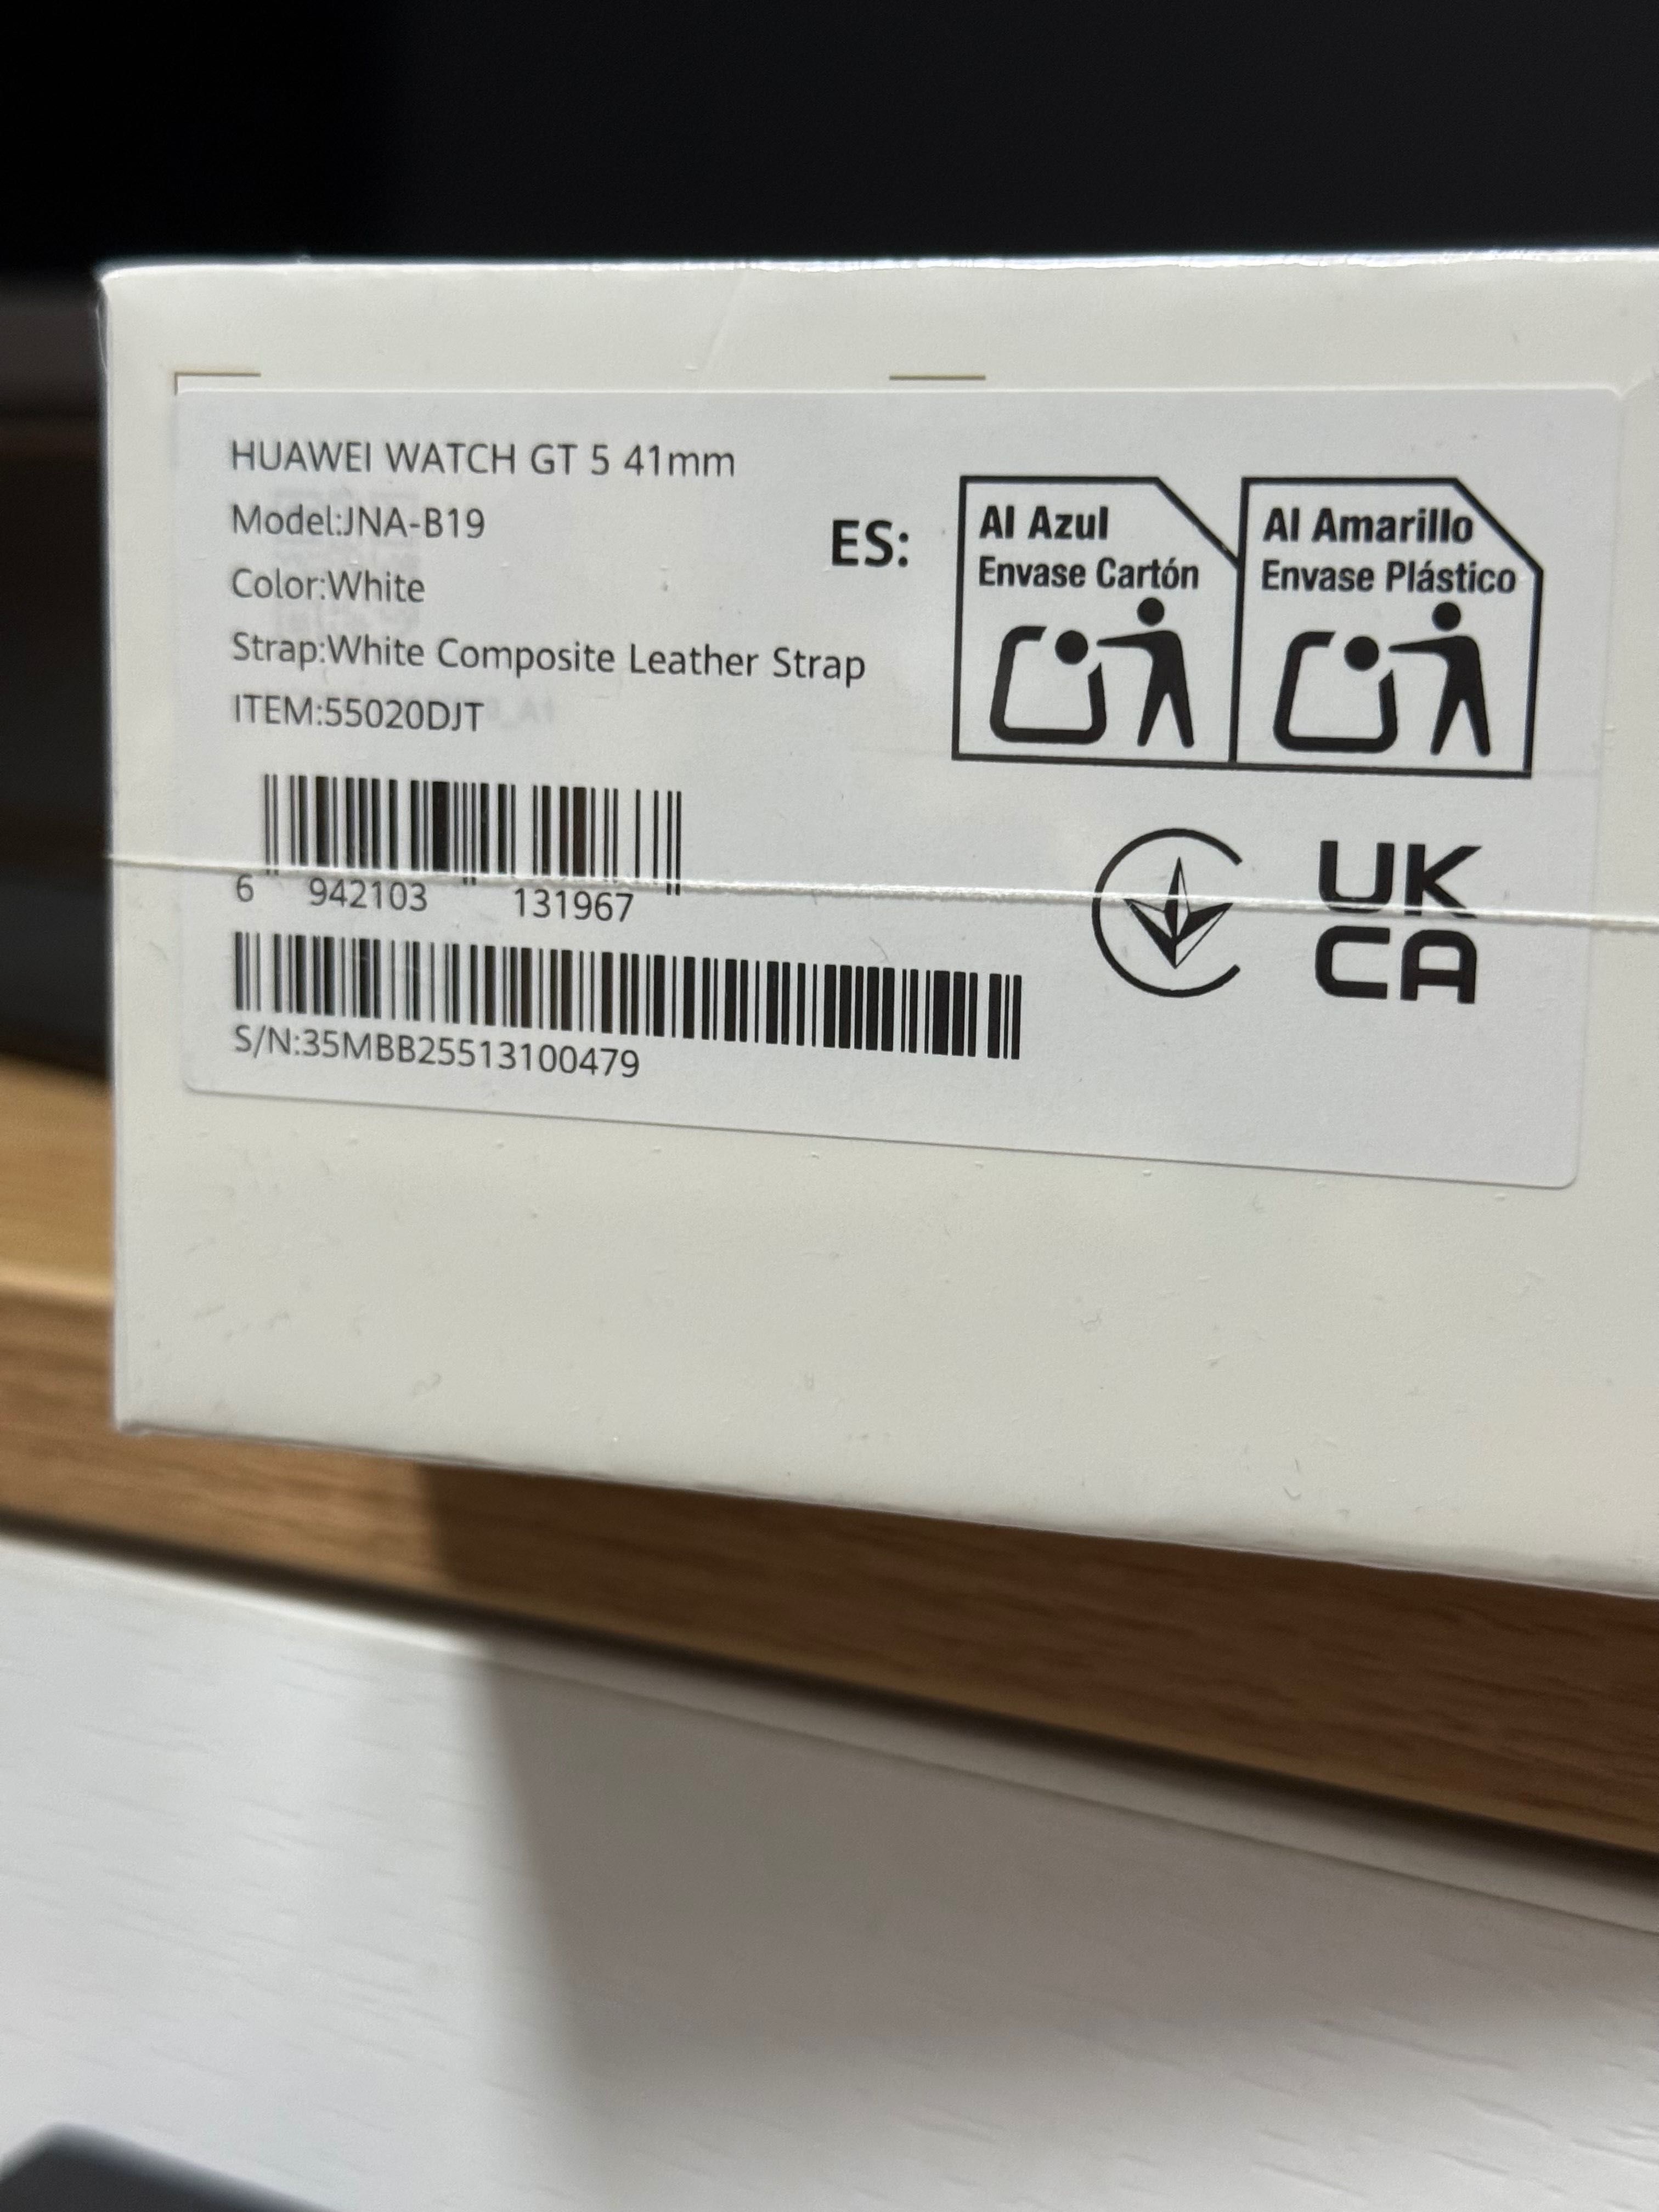 HUAWEI WATCH GT 5 41mm
Model:JNA-B19
Color:White
Strap:White Composite Leather Strap
ITEM:55020DJT
6 942103 131967
S/N:35MBB25513100479
ES:
Al Azul
Envase Cartón
Al Amarillo
Envase Plástico
UK
CA